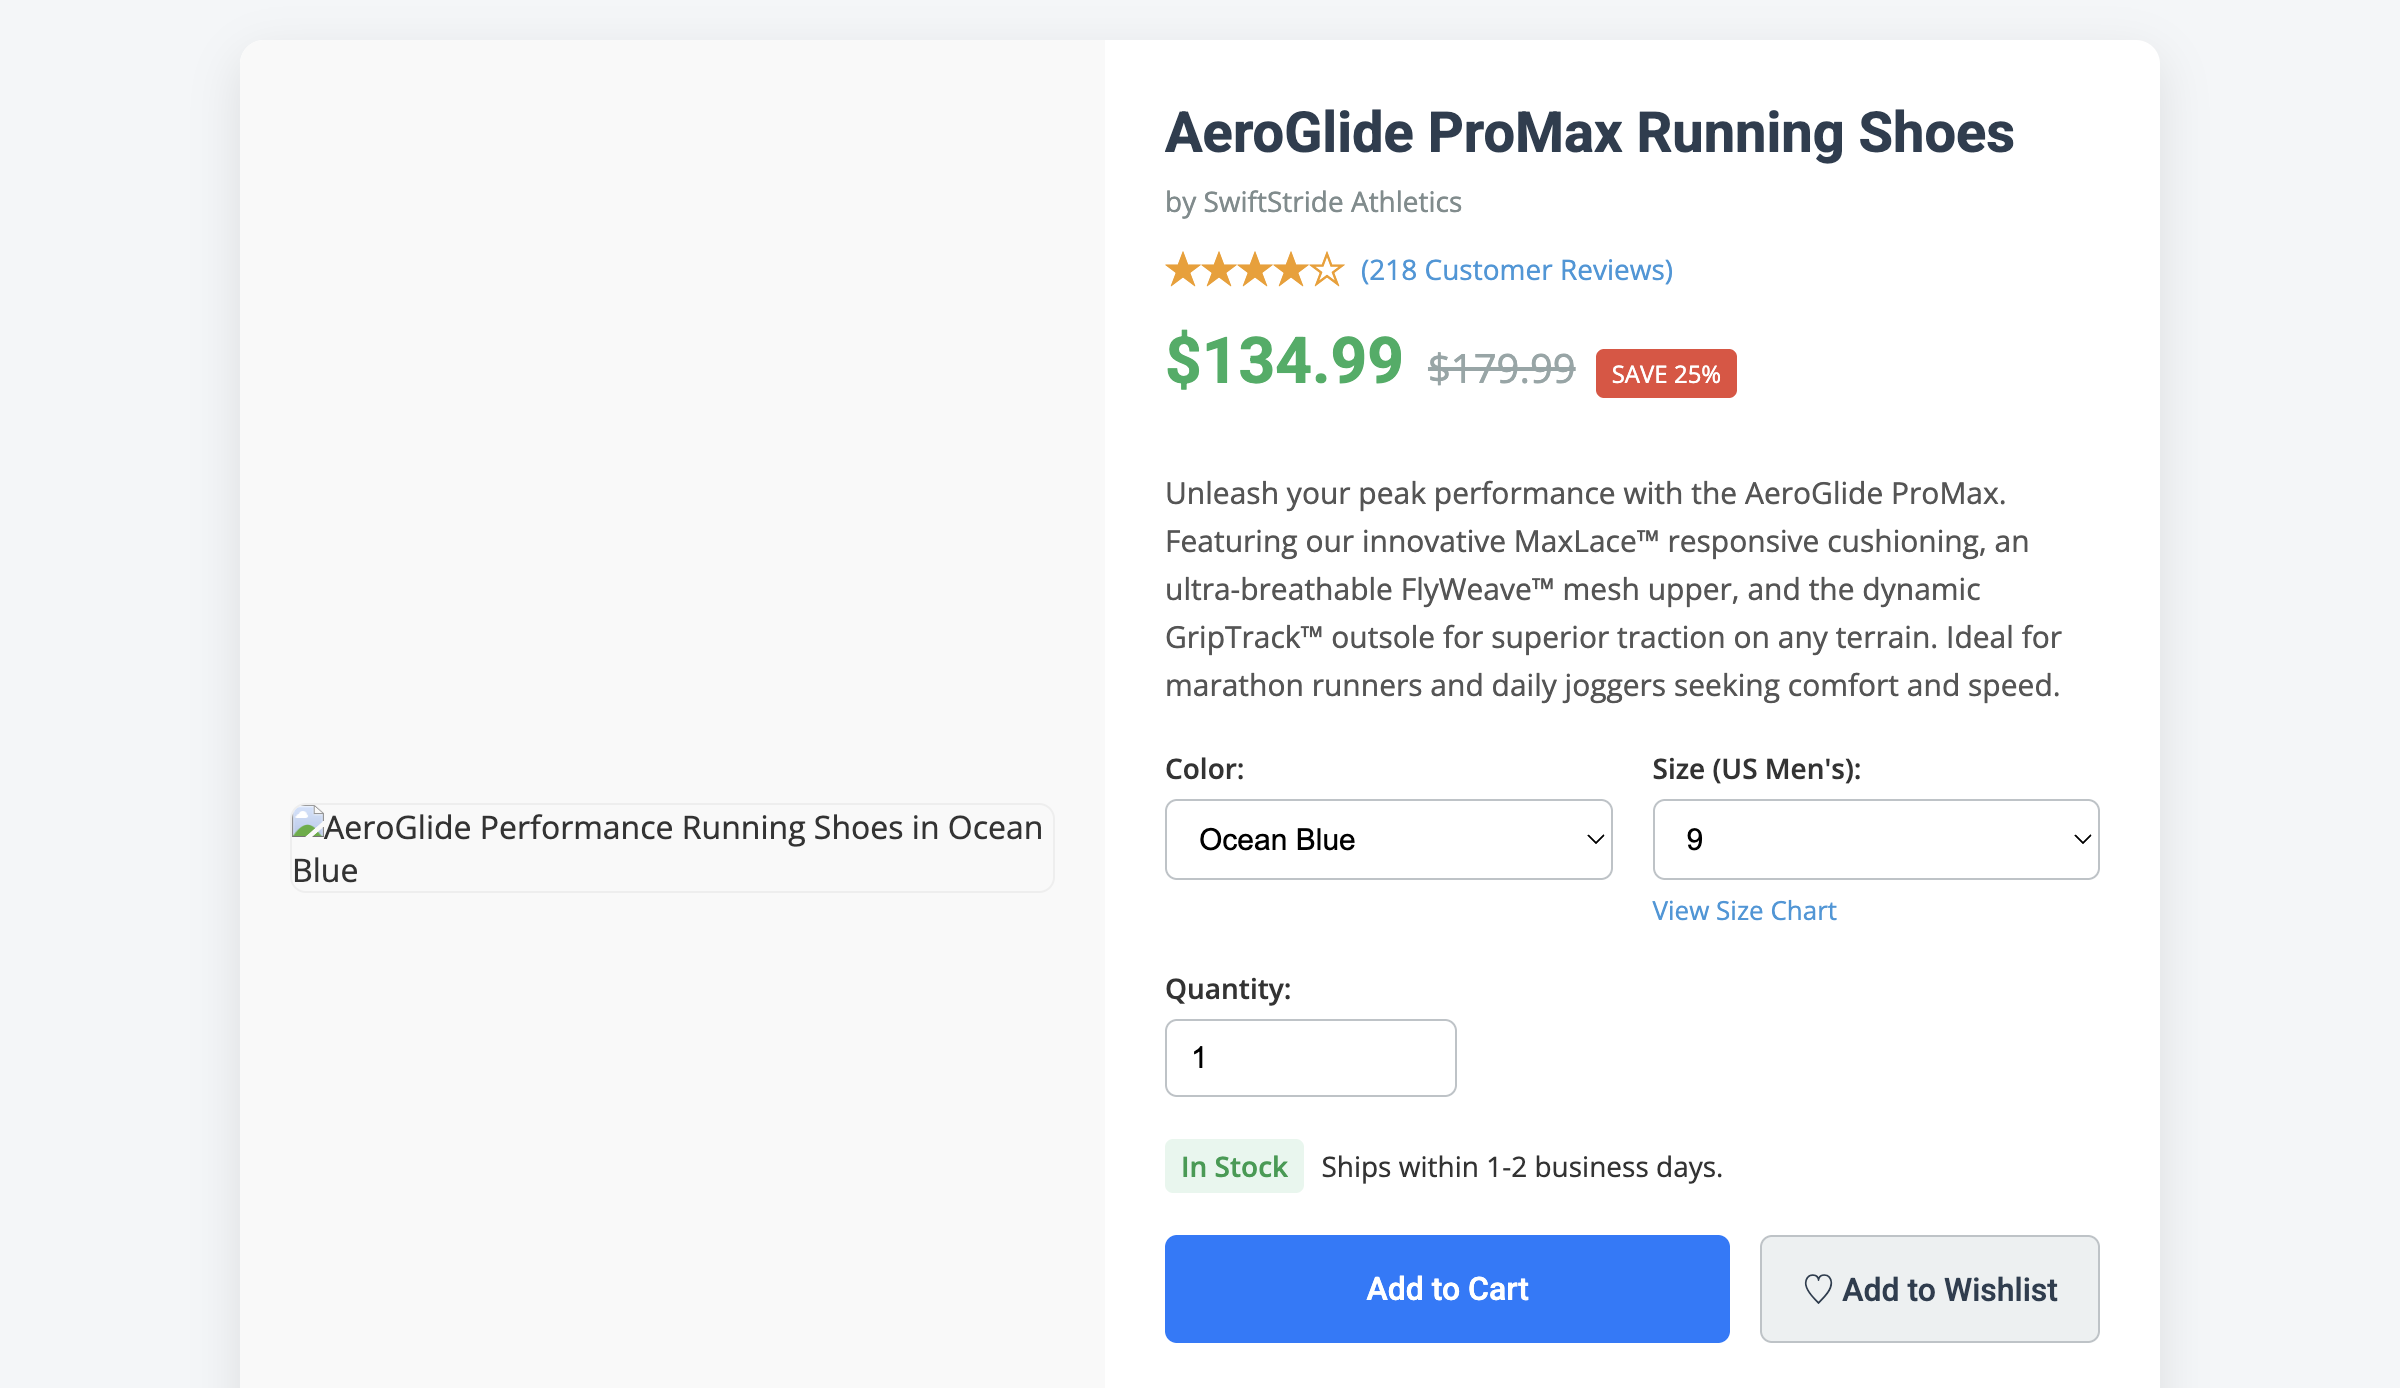 AeroGlide ProMax Running Shoes
by SwiftStride Athletics
★★★★☆ (218 Customer Reviews)
$134.99 $179.99 SAVE 25%
Unleash your peak performance with the AeroGlide ProMax.
Featuring our innovative MaxLace™ responsive cushioning, an
ultra-breathable FlyWeave™ mesh upper, and the dynamic
GripTrack™ outsole for superior traction on any terrain. Ideal for
marathon runners and daily joggers seeking comfort and speed.
AeroGlide Performance Running Shoes in Ocean
Blue
Color:
Ocean Blue
Size (US Men's):
9
View Size Chart
Quantity:
1
In Stock Ships within 1-2 business days.
Add to Cart
♡ Add to Wishlist